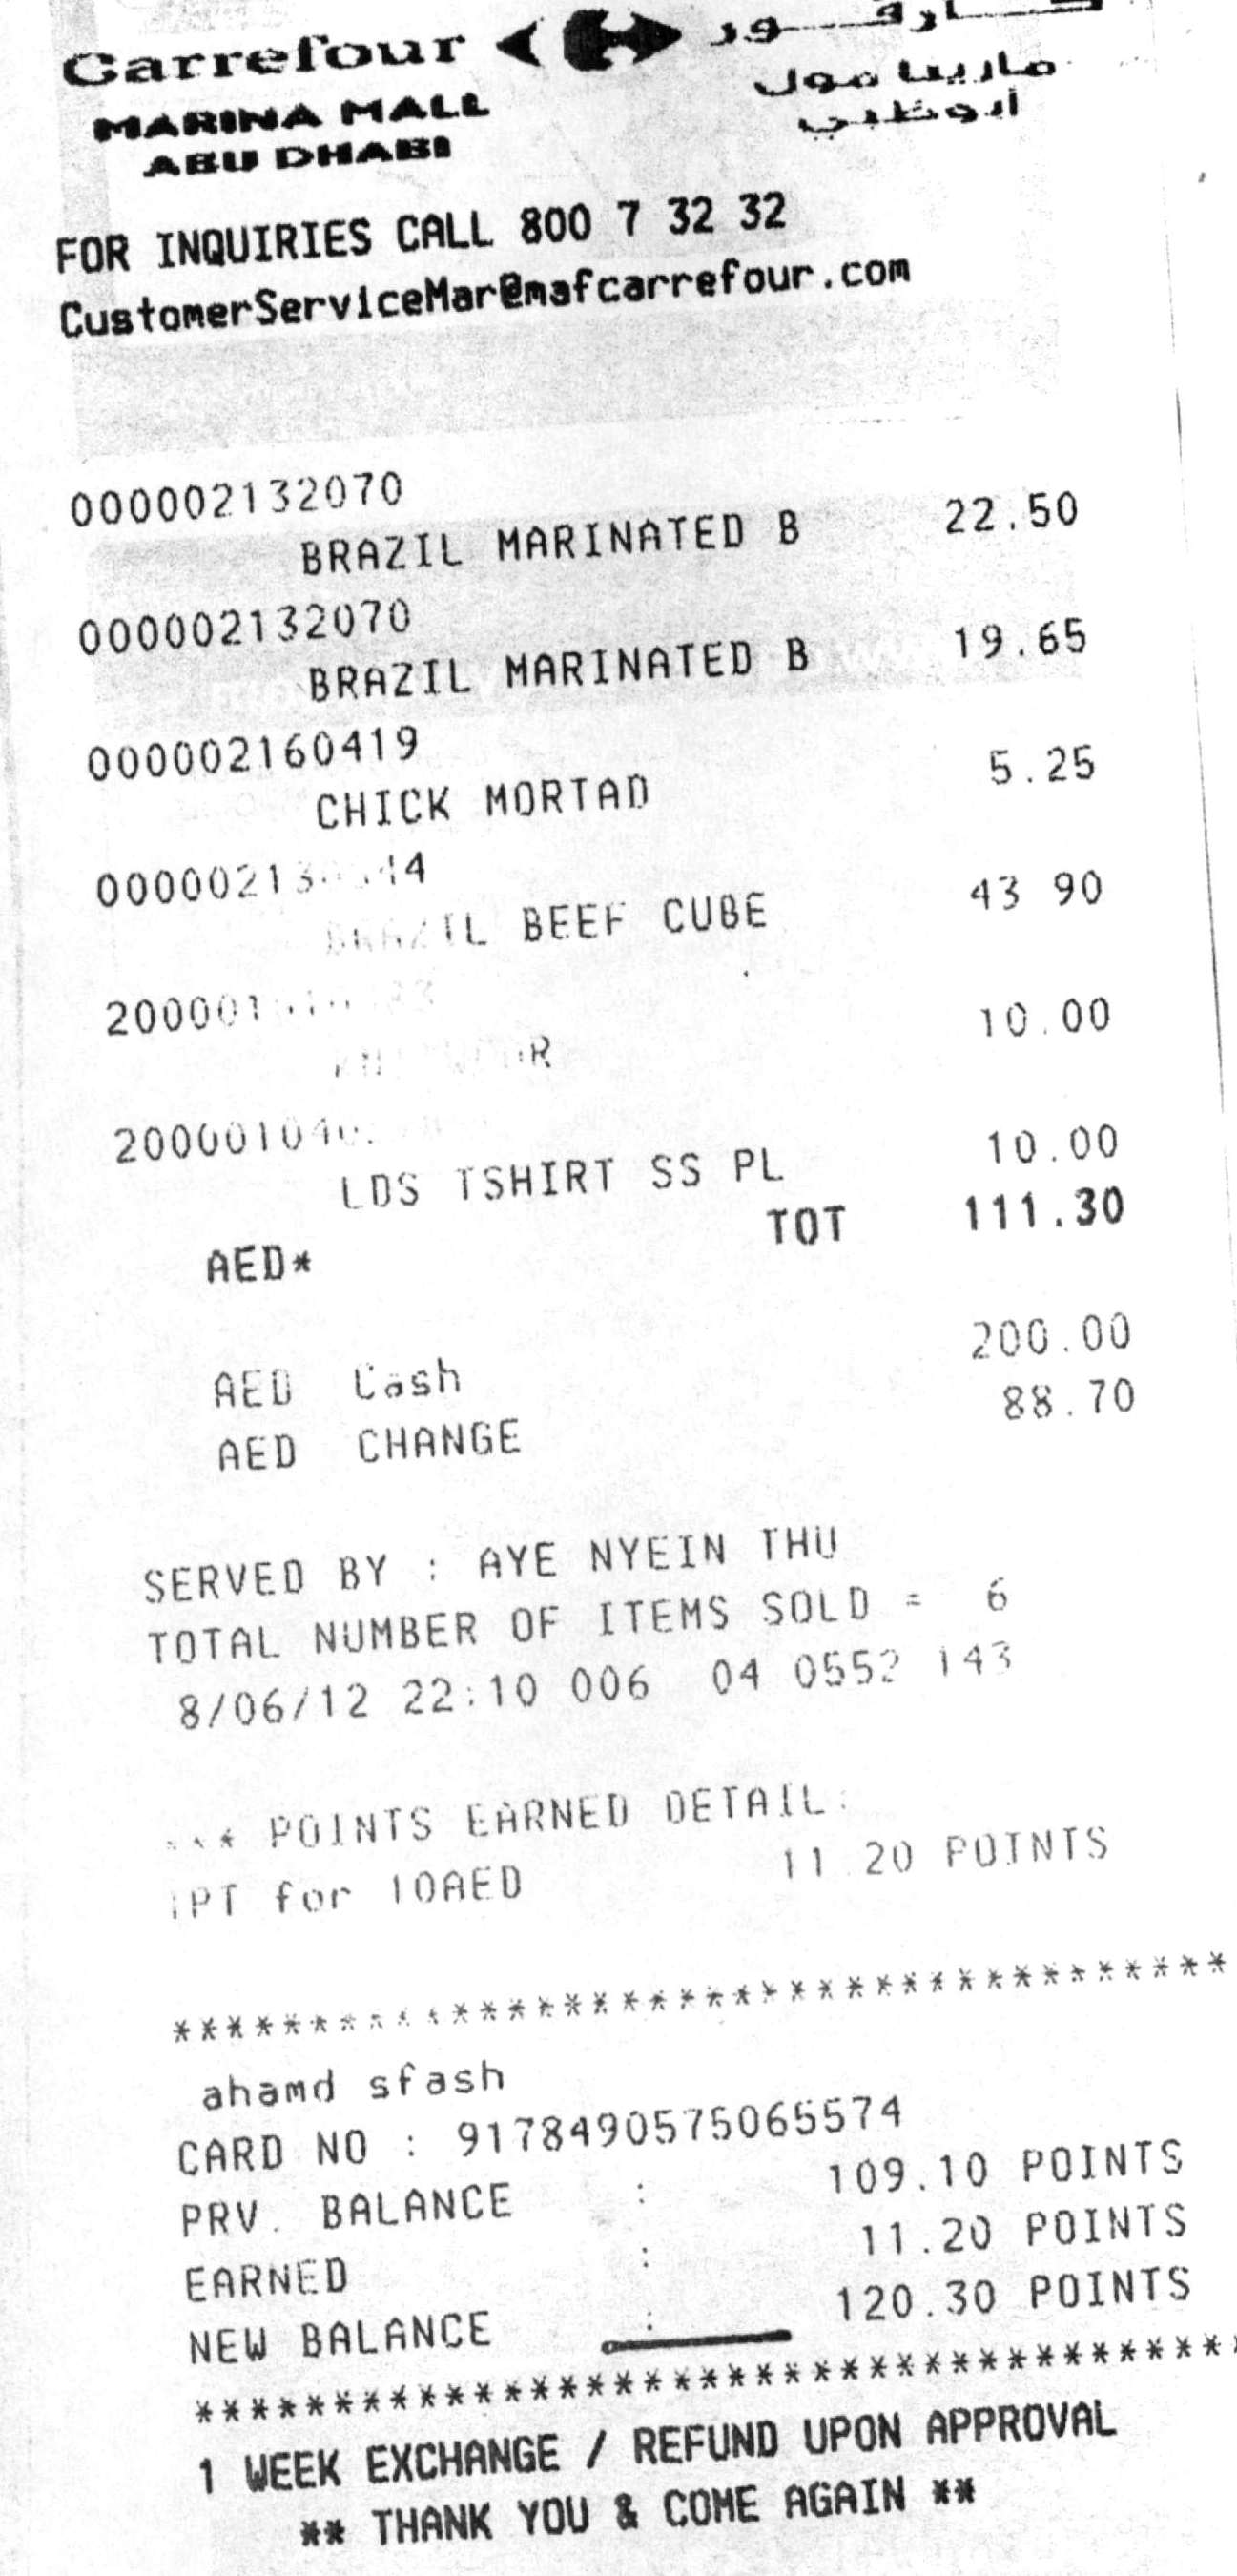 Carrefour كارفور
MARINA MALL مارينا مول
ABU DHABI أبوظبي
FOR INQUIRIES CALL 800 7 32 32
CustomerServiceMar@mafcarrefour.com
000002132070
BRAZIL MARINATED B 22.50
000002132070
BRAZIL MARINATED B 19.65
000002160419
CHICK MORTAD 5.25
BRAZIL BEEF CUBE 43 90
10.00
LDS TSHIRT SS PL 10.00
AED* TOT 111.30
AED Cash 200.00
AED CHANGE 88.70
SERVED BY : AYE NYEIN THU
TOTAL NUMBER OF ITEMS SOLD = 6
8/06/12 22:10 006 04 0552 143
*** POINTS EARNED DETAIL:
1PT for 10AED 11 20 POINTS
**************************************
ahamd sfash
CARD NO : 9178490575065574
PRV. BALANCE : 109.10 POINTS
EARNED : 11.20 POINTS
NEW BALANCE : 120.30 POINTS
**************************************
1 WEEK EXCHANGE / REFUND UPON APPROVAL
** THANK YOU & COME AGAIN **